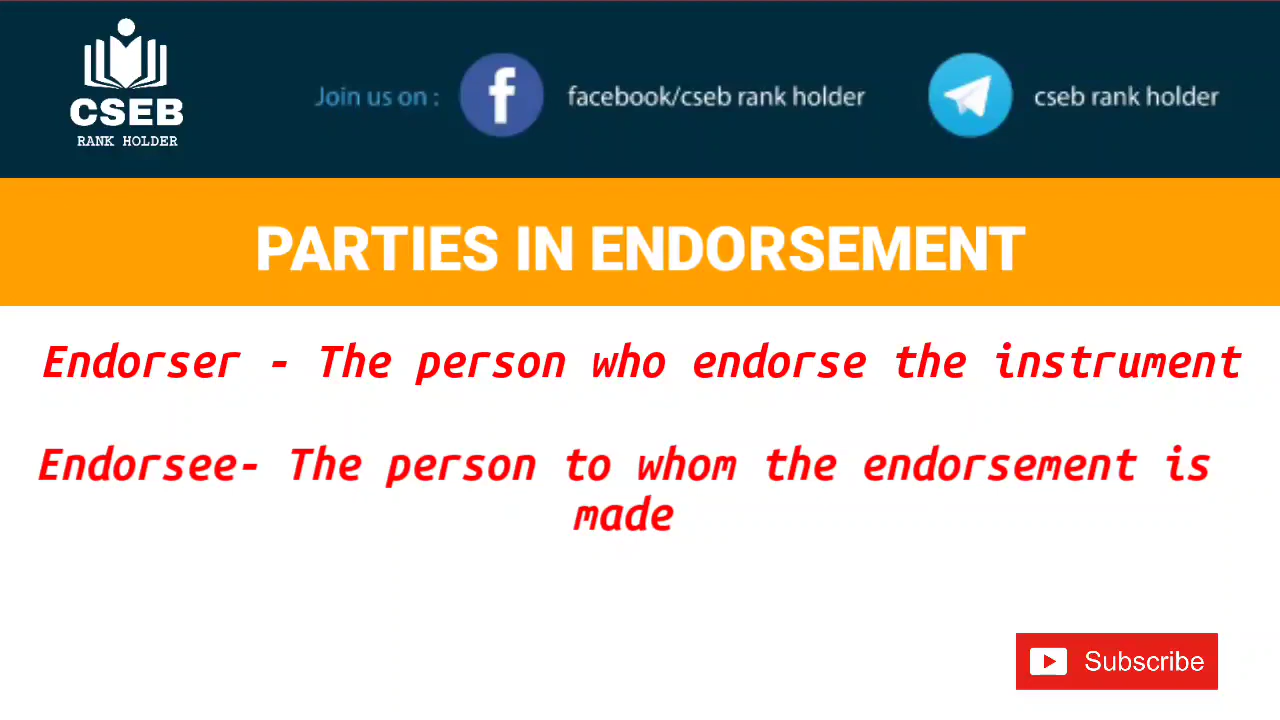 CSEB
RANK HOLDER
Join us on :
facebook/cseb rank holder
cseb rank holder
PARTIES IN ENDORSEMENT
Endorser - The person who endorse the instrument
Endorsee- The person to whom the endorsement is
made
Subscribe